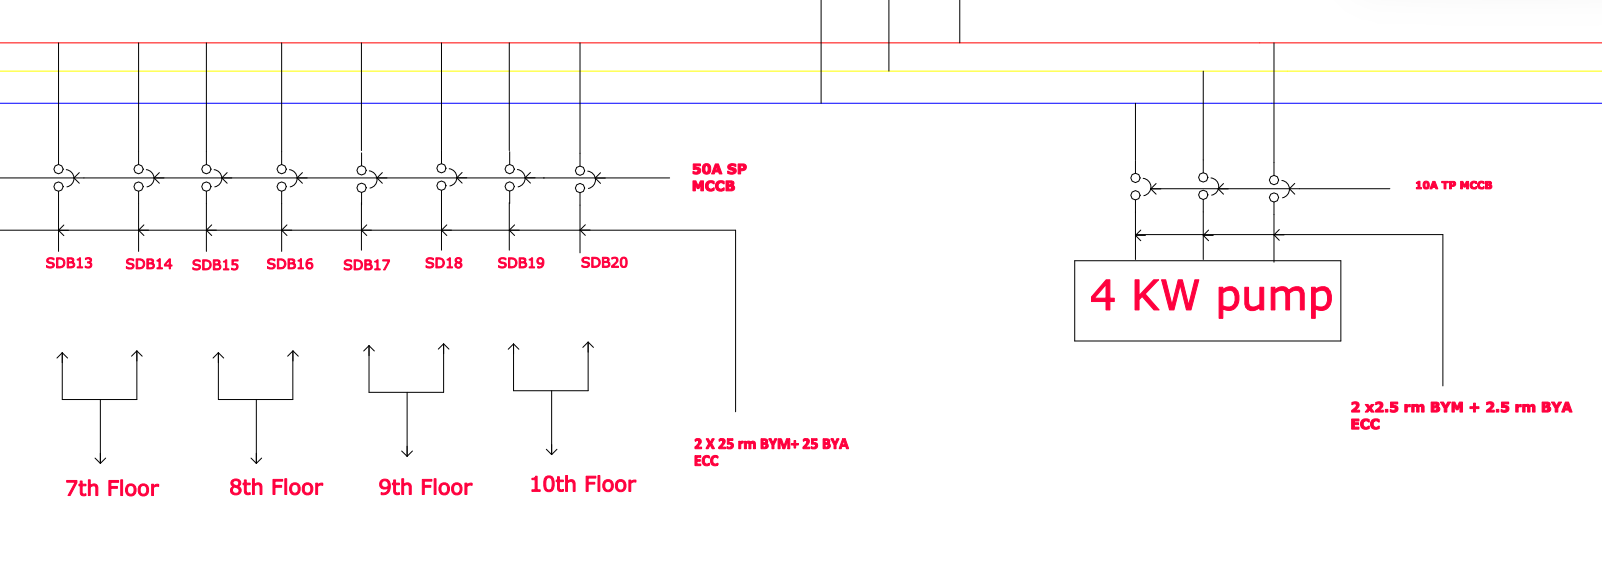 50A SP
MCCB
10A TP MCCB
SDB13
SDB14
SDB15
SDB16
SDB17
SD18
SDB19
SDB20
4 KW pump
2 x2.5 rm BYM + 2.5 rm BYA
ECC
2 X 25 rm BYM+ 25 BYA
ECC
7th Floor
8th Floor
9th Floor
10th Floor